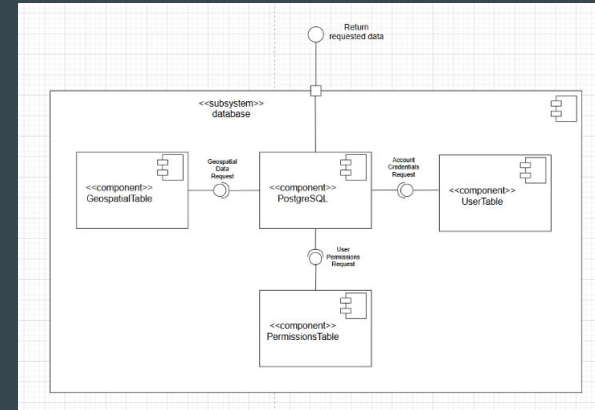 Return
requested data
<<subsystem>>
database
Geospatial
Data
Request
Account
Credentials
Request
<<component>>
GeospatialTable
<<component>>
PostgreSQL
<<component>>
UserTable
User
Permissions
Request
<<component>>
PermissionsTable